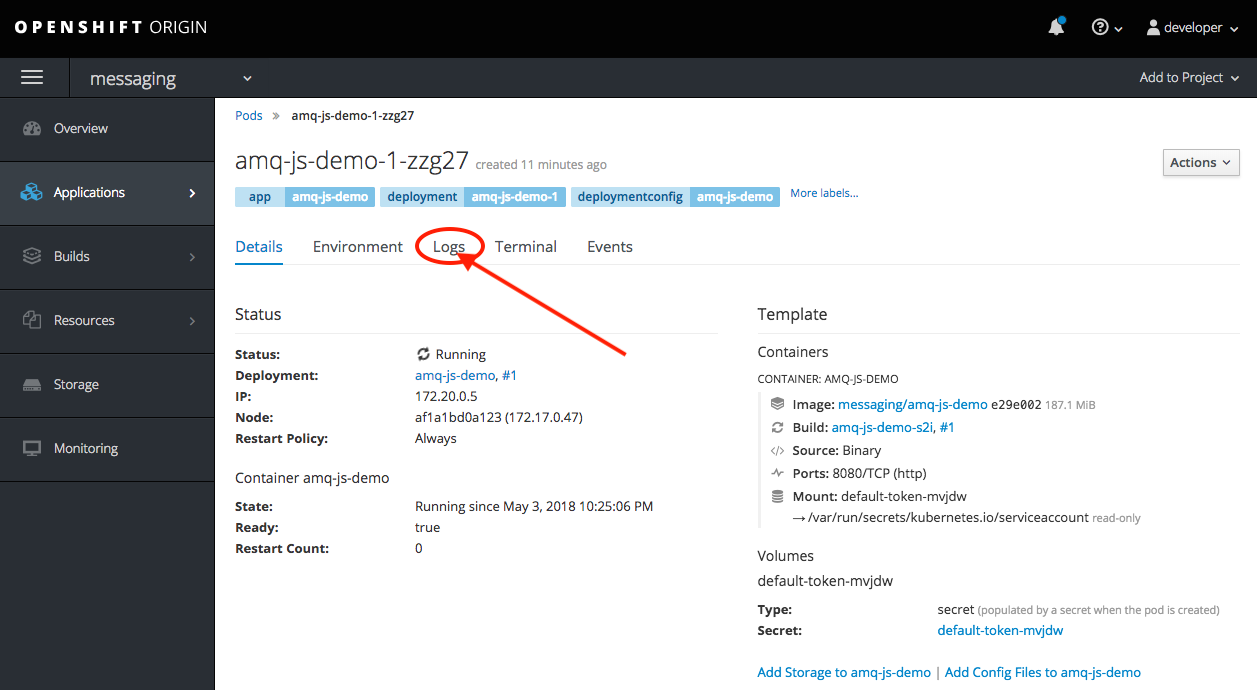 OPENSHIFT ORIGIN
developer
messaging
Add to Project
Overview
Applications
Builds
Resources
Storage
Monitoring
Pods » amq-js-demo-1-zzg27
amq-js-demo-1-zzg27 created 11 minutes ago
Actions
app amq-js-demo deployment amq-js-demo-1 deploymentconfig amq-js-demo More labels...
Details Environment Logs Terminal Events
Status
Status: Running
Deployment: amq-js-demo, #1
IP: 172.20.0.5
Node: af1a1bd0a123 (172.17.0.47)
Restart Policy: Always
Container amq-js-demo
State: Running since May 3, 2018 10:25:06 PM
Ready: true
Restart Count: 0
Template
Containers
CONTAINER: AMQ-JS-DEMO
Image: messaging/amq-js-demo e29e002 187.1 MiB
Build: amq-js-demo-s2i, #1
Source: Binary
Ports: 8080/TCP (http)
Mount: default-token-mvjdw
→/var/run/secrets/kubernetes.io/serviceaccount read-only
Volumes
default-token-mvjdw
Type: secret (populated by a secret when the pod is created)
Secret: default-token-mvjdw
Add Storage to amq-js-demo | Add Config Files to amq-js-demo